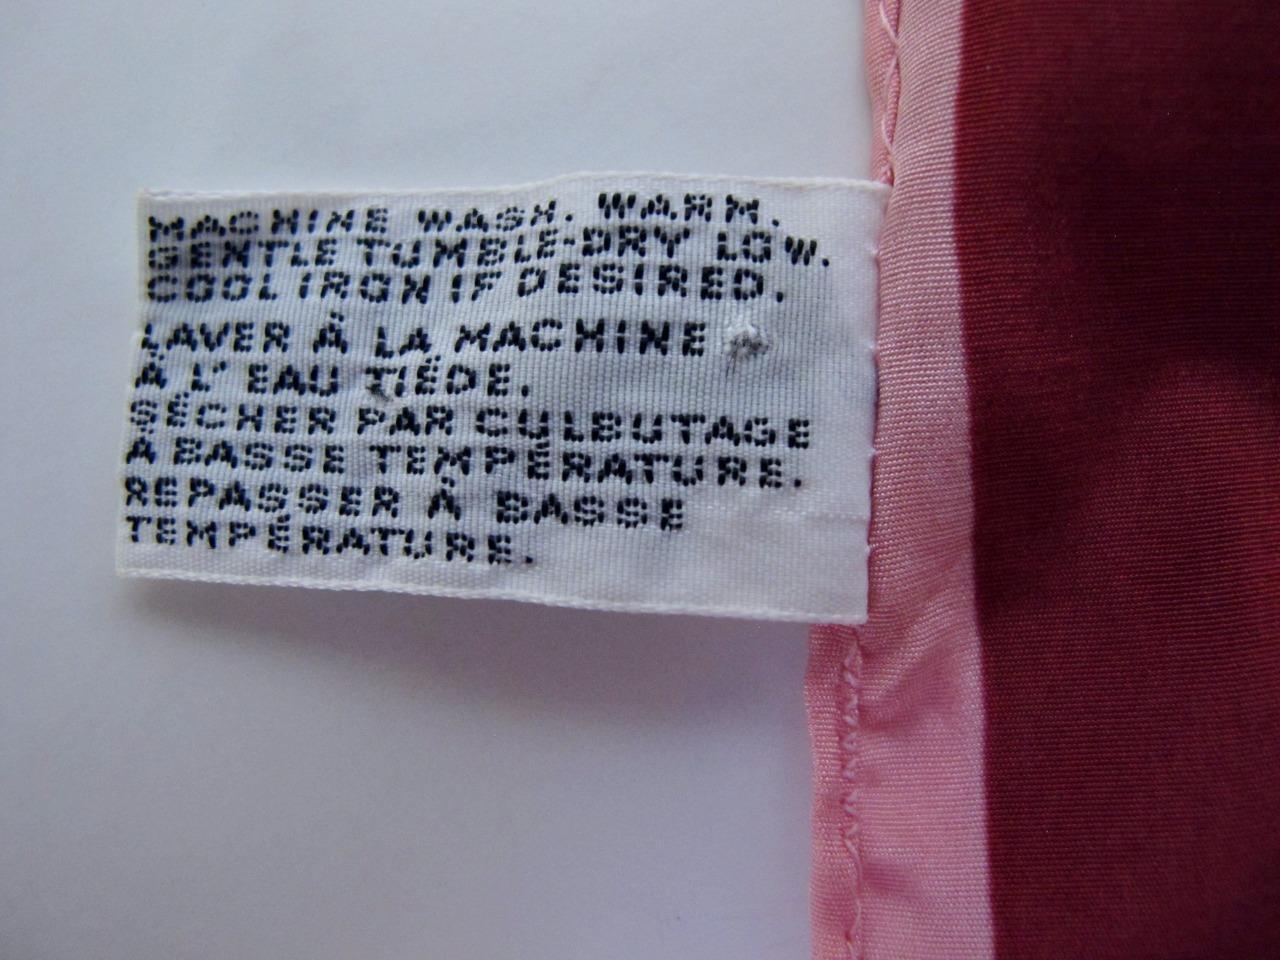 MACHINE WASH. WARM.
GENTLE TUMBLE-DRY LOW.
COOL IRON IF DESIRED.
LAVER À LA MACHINE
À L'EAU TIÉDE.
SÉCHER PAR CULBUTAGE
À BASSE TEMPÉRATURE.
REPASSER À BASSE
TEMPÉRATURE.